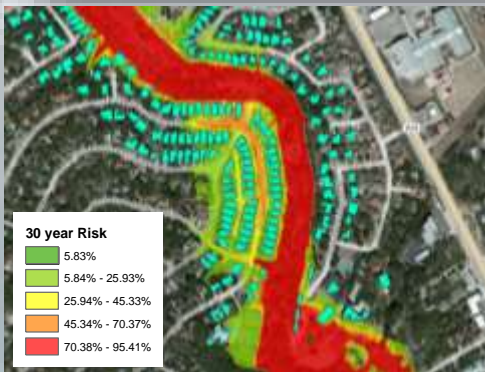 30 year Risk
5.83%
5.84% - 25.93%
25.94% - 45.33%
45.34% - 70.37%
70.38% - 95.41%